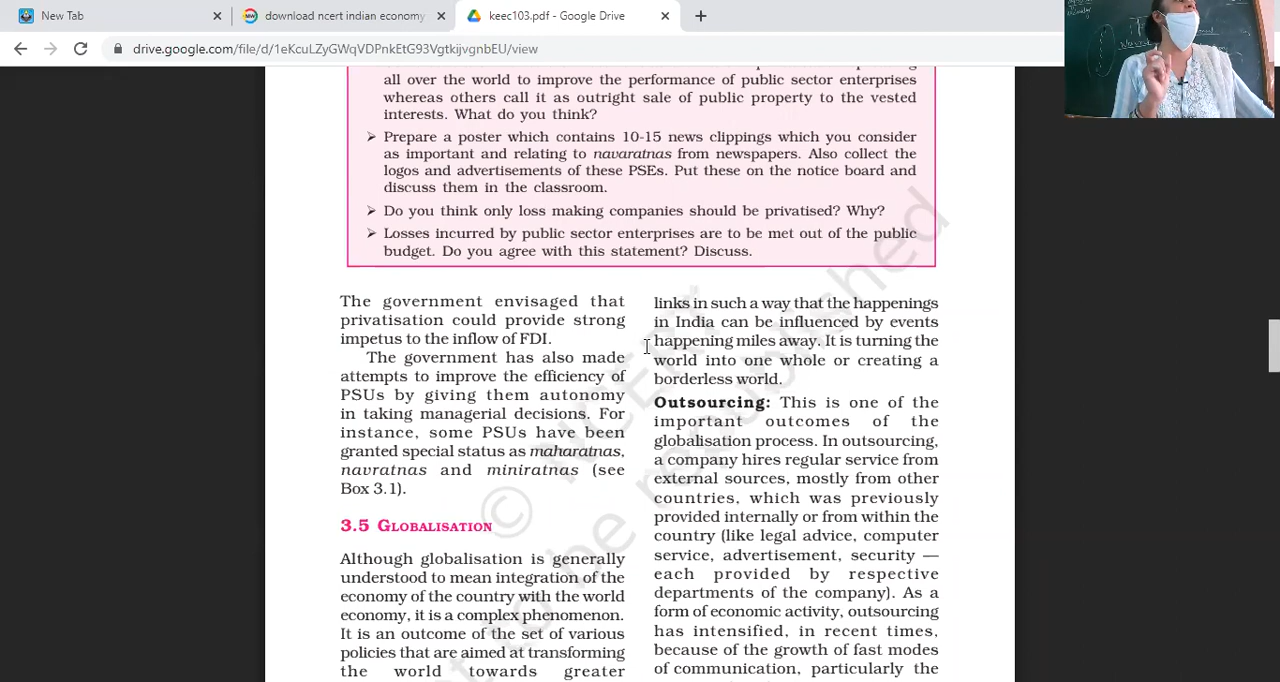 New Tab
download ncert indian economy
keec103.pdf - Google Drive
drive.google.com/file/d/1eKcuLZyGWqVDPnkEtG93VgtkijvgnbEU/view
all over the world to improve the performance of public sector enterprises
whereas others call it as outright sale of public property to the vested
interests. What do you think?
➢ Prepare a poster which contains 10-15 news clippings which you consider
as important and relating to navaratnas from newspapers. Also collect the
logos and advertisements of these PSEs. Put these on the notice board and
discuss them in the classroom.
➢ Do you think only loss making companies should be privatised? Why?
➢ Losses incurred by public sector enterprises are to be met out of the public
budget. Do you agree with this statement? Discuss.
The government envisaged that
privatisation could provide strong
impetus to the inflow of FDI.
The government has also made
attempts to improve the efficiency of
PSUs by giving them autonomy
in taking managerial decisions. For
instance, some PSUs have been
granted special status as maharatnas,
navratnas and miniratnas (see
Box 3.1).
3.5 GLOBALISATION
Although globalisation is generally
understood to mean integration of the
economy of the country with the world
economy, it is a complex phenomenon.
It is an outcome of the set of various
policies that are aimed at transforming
the world towards greater
links in such a way that the happenings
in India can be influenced by events
happening miles away. It is turning the
world into one whole or creating a
borderless world.
Outsourcing: This is one of the
important outcomes of the
globalisation process. In outsourcing,
a company hires regular service from
external sources, mostly from other
countries, which was previously
provided internally or from within the
country (like legal advice, computer
service, advertisement, security —
each provided by respective
departments of the company). As a
form of economic activity, outsourcing
has intensified, in recent times,
because of the growth of fast modes
of communication, particularly the
© NCERT
not to be republished